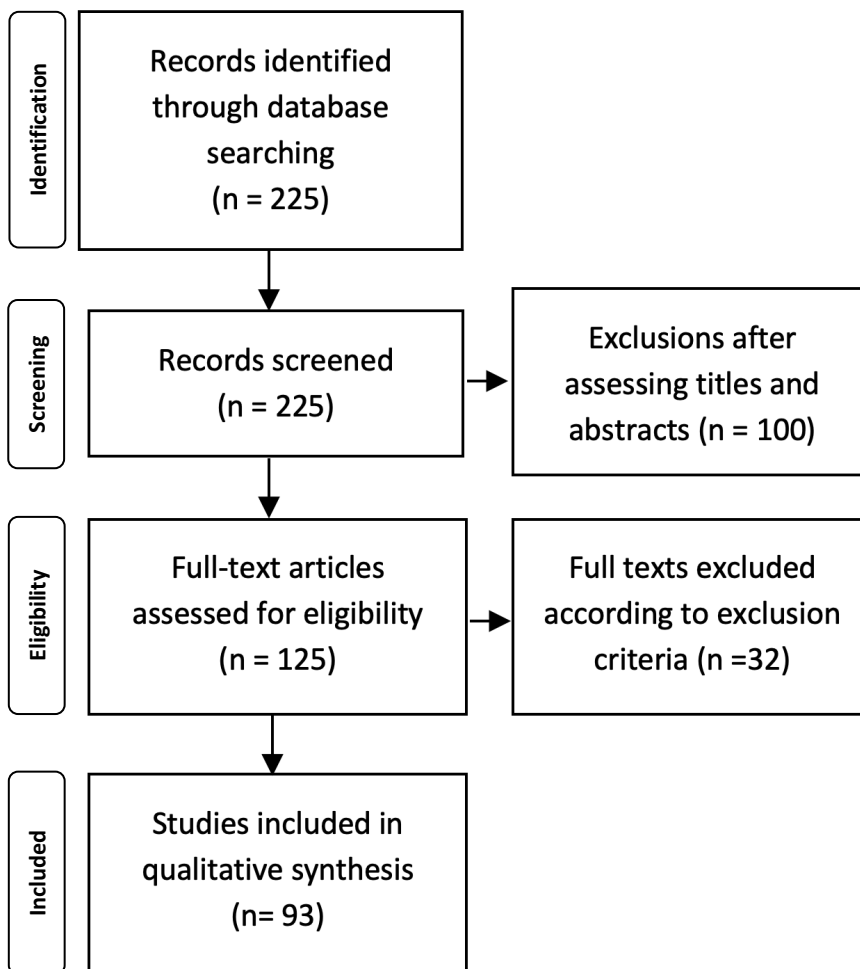 Identification
Records identified
through database
searching
(n = 225)
Screening
Records screened
(n = 225)
Exclusions after
assessing titles and
abstracts (n = 100)
Eligibility
Full-text articles
assessed for eligibility
(n = 125)
Full texts excluded
according to exclusion
criteria (n =32)
Included
Studies included in
qualitative synthesis
(n= 93)